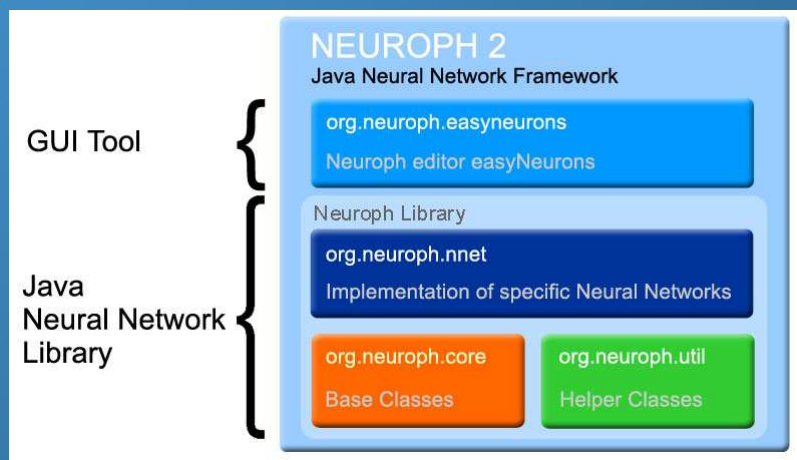 NEUROPH 2
Java Neural Network Framework
GUI Tool
org.neuroph.easyneurons
Neuroph editor easyNeurons
Java
Neural Network
Library
Neuroph Library
org.neuroph.nnet
Implementation of specific Neural Networks
org.neuroph.core
Base Classes
org.neuroph.util
Helper Classes